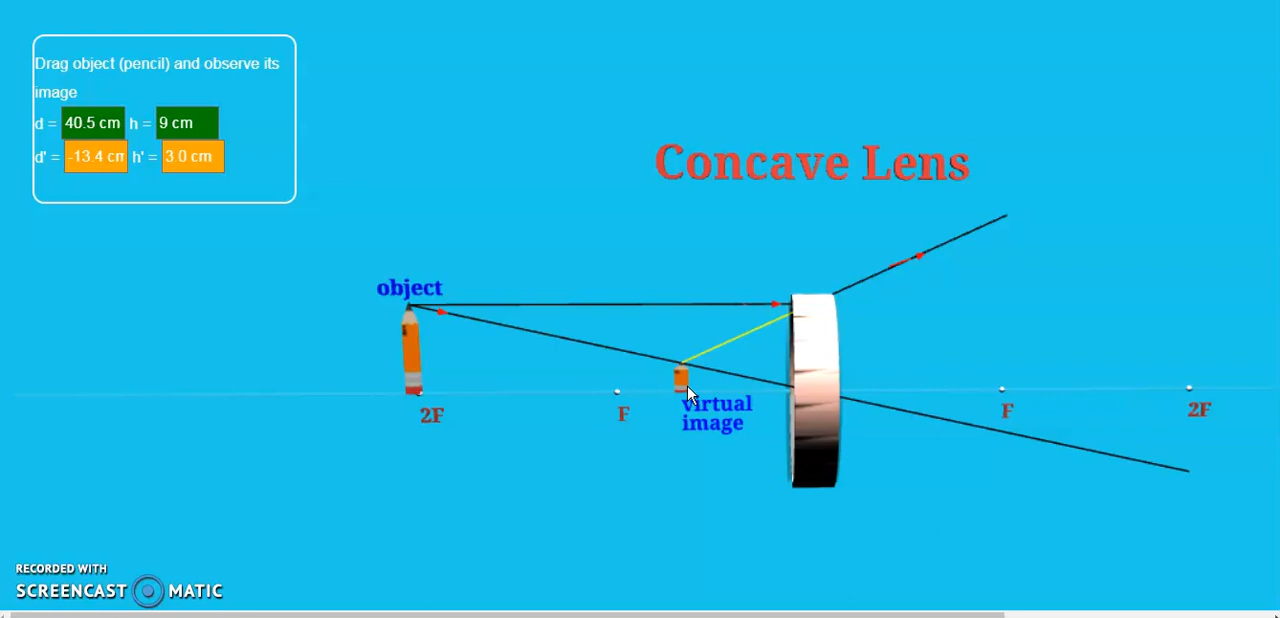 Drag object (pencil) and observe its
image
d = 40.5 cm h = 9 cm
d' = -13.4 cm h' = 3 0 cm
Concave Lens
object
virtual
image
2F
F
F
2F
RECORDED WITH
SCREENCAST MATIC